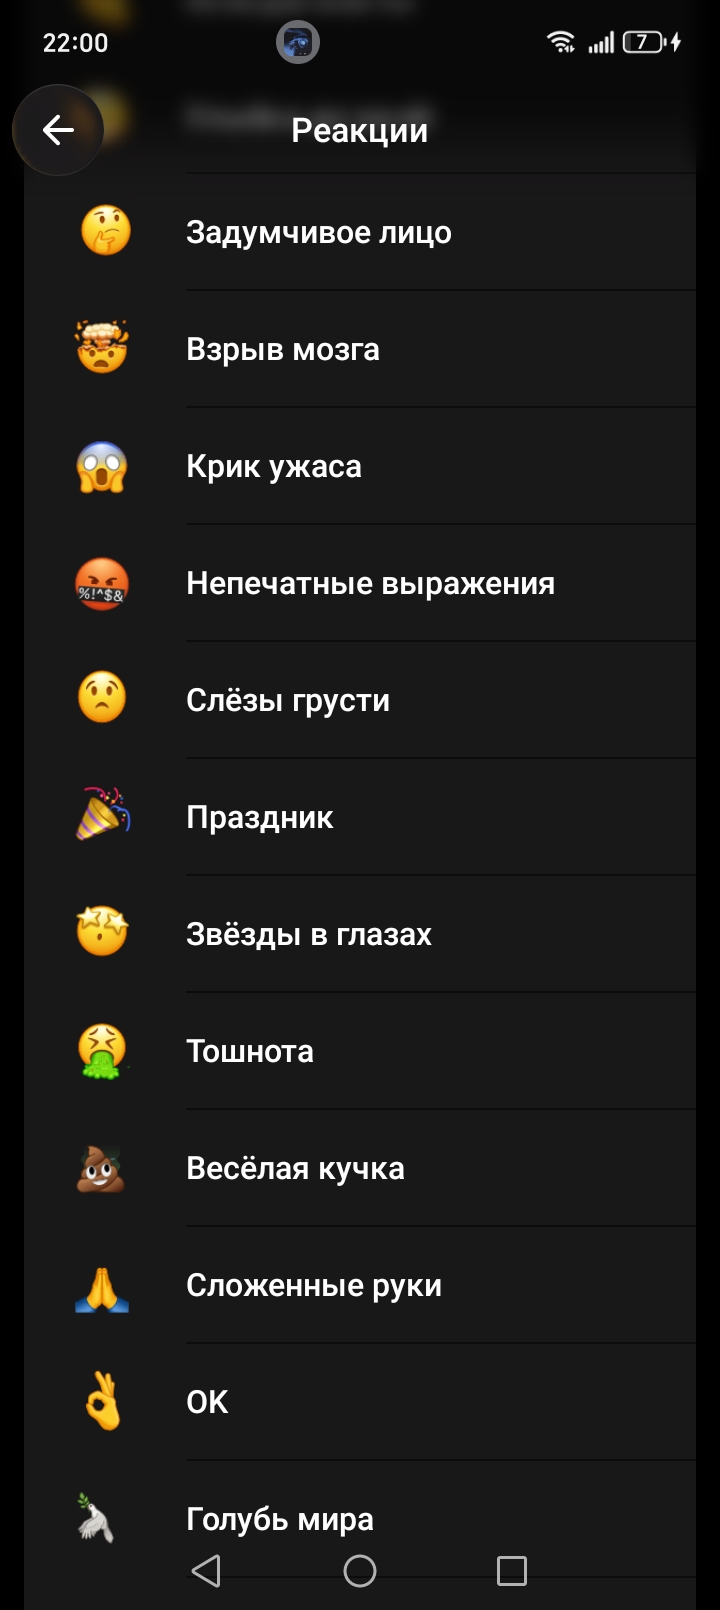 22:00
7
Реакции
Задумчивое лицо
Взрыв мозга
Крик ужаса
%!^$&
Непечатные выражения
Слёзы грусти
Праздник
Звёзды в глазах
Тошнота
Весёлая кучка
Сложенные руки
OK
Голубь мира